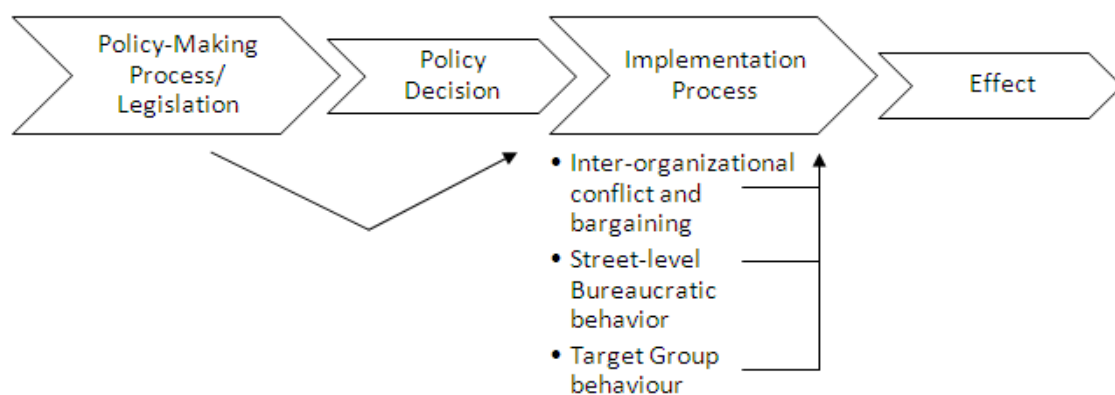 Policy-Making
Process/
Legislation
Policy
Decision
Implementation
Process
Effect
• Inter-organizational
conflict and
bargaining
• Street-level
Bureaucratic
behavior
• Target Group
behaviour